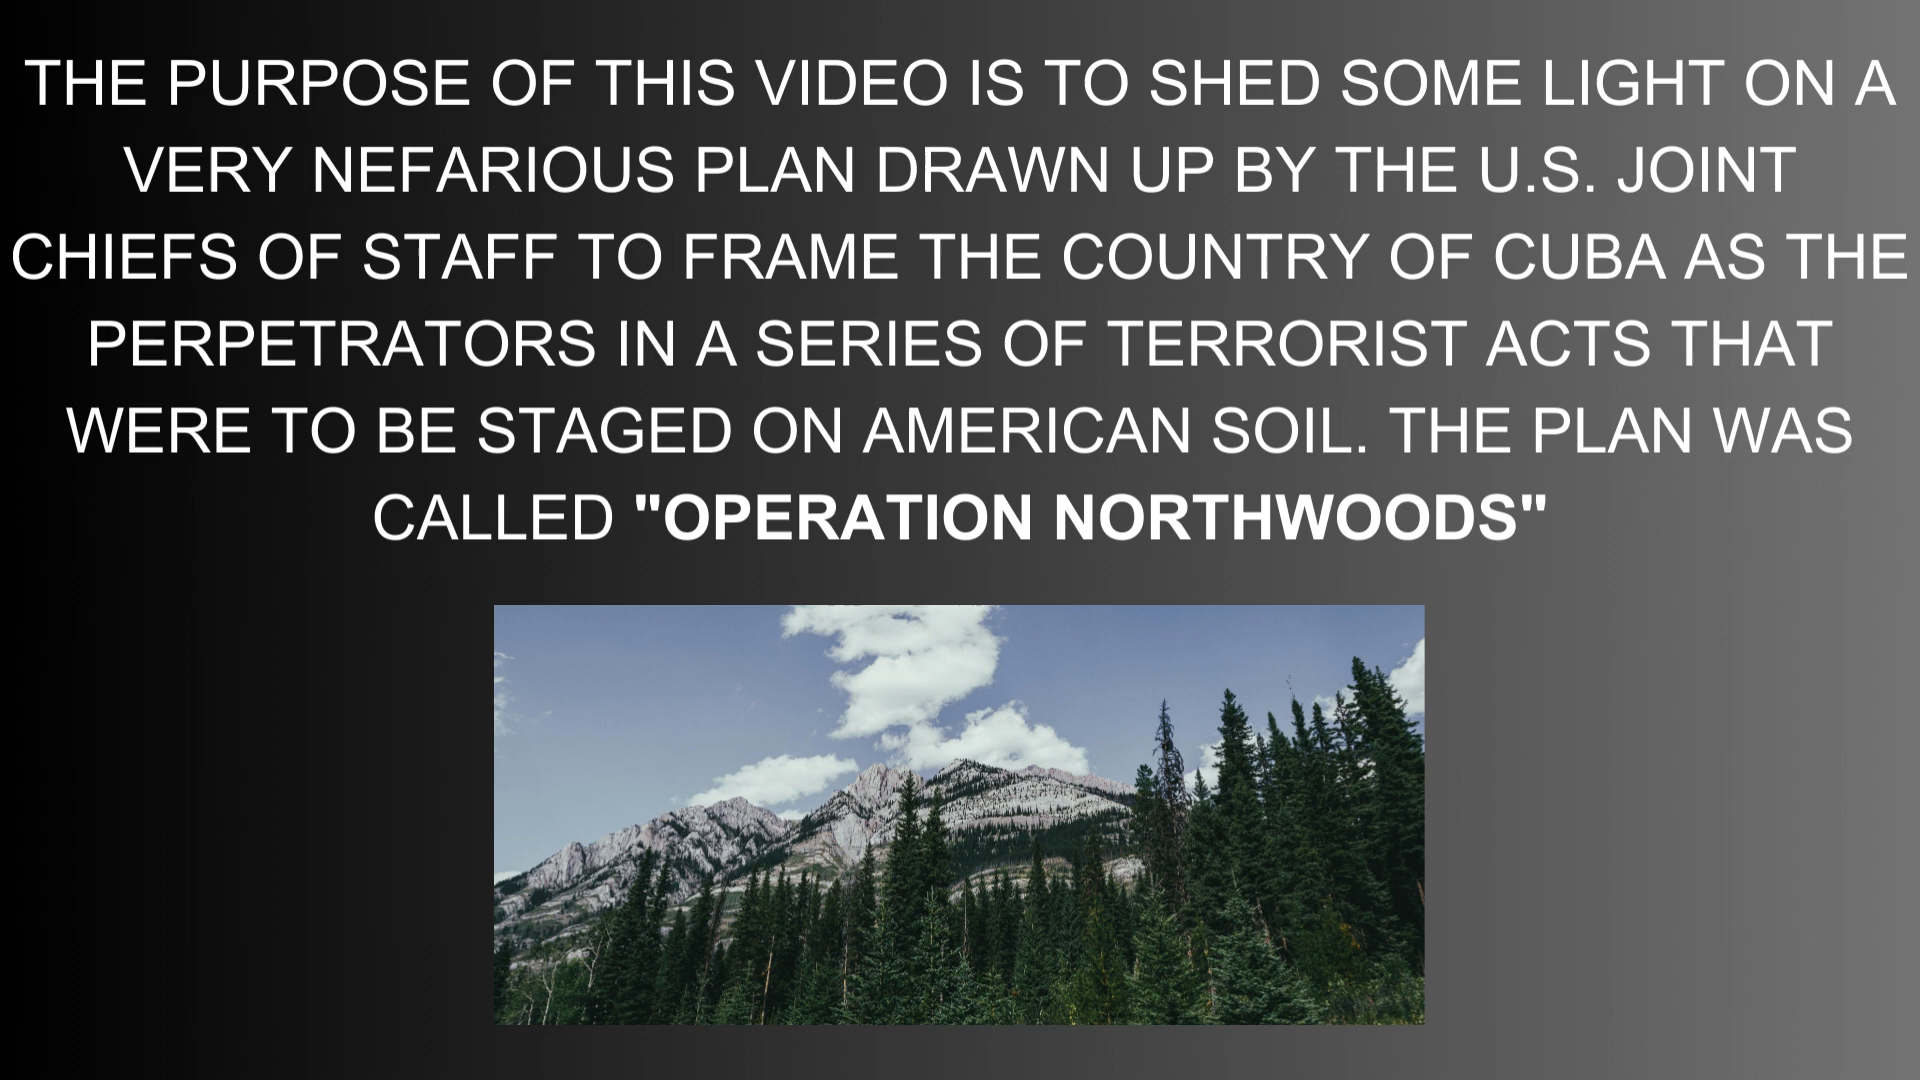 THE PURPOSE OF THIS VIDEO IS TO SHED SOME LIGHT ON A
VERY NEFARIOUS PLAN DRAWN UP BY THE U.S. JOINT
CHIEFS OF STAFF TO FRAME THE COUNTRY OF CUBA AS THE
PERPETRATORS IN A SERIES OF TERRORIST ACTS THAT
WERE TO BE STAGED ON AMERICAN SOIL. THE PLAN WAS
CALLED "OPERATION NORTHWOODS"